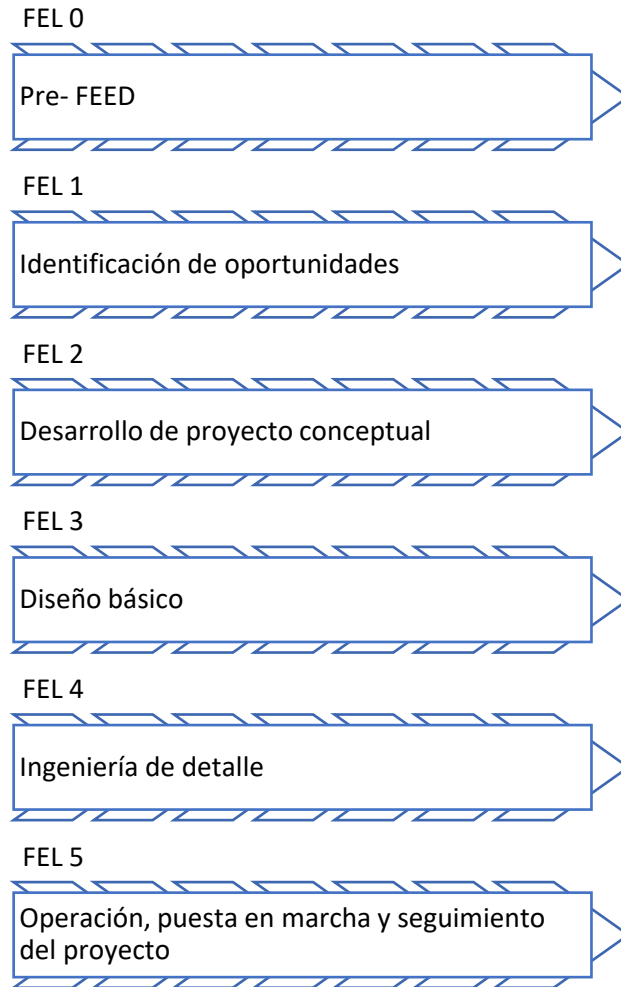 FEL 0
Pre- FEED
FEL 1
Identificación de oportunidades
FEL 2
Desarrollo de proyecto conceptual
FEL 3
Diseño básico
FEL 4
Ingeniería de detalle
FEL 5
Operación, puesta en marcha y seguimiento
del proyecto